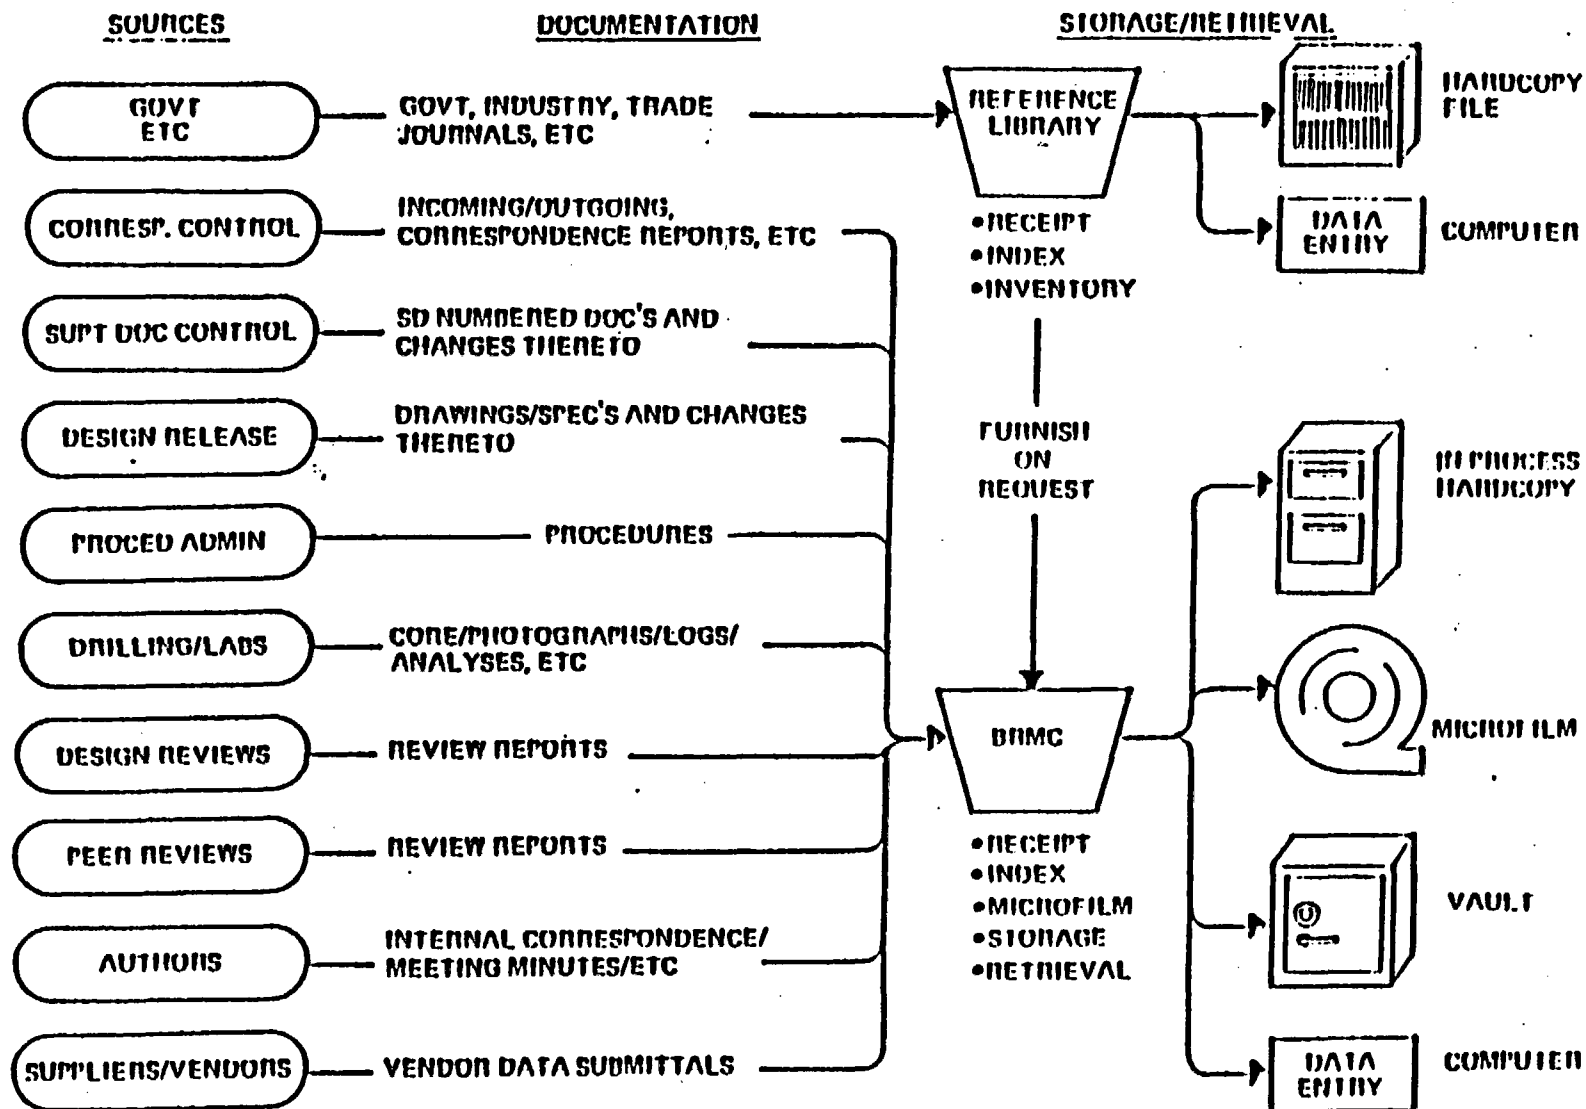 SOURCES
DOCUMENTATION
STORAGE/RETRIEVAL
GOVT
ETC
GOVT, INDUSTRY, TRADE
JOURNALS, ETC
REFERENCE
LIBRARY
HARDCOPY
FILE
CORRESP. CONTROL
INCOMING/OUTGOING,
CORRESPONDENCE REPORTS, ETC
•RECEIPT
•INDEX
•INVENTORY
DATA
ENTRY
COMPUTER
SUPT DOC CONTROL
SD NUMBERED DOC'S AND
CHANGES THERETO
DESIGN RELEASE
DRAWINGS/SPEC'S AND CHANGES
THERETO
FURNISH
ON
REQUEST
IN PROCESS
HARDCOPY
PROCED ADMIN
PROCEDURES
DRILLING/LABS
CORE/PHOTOGRAPHS/LOGS/
ANALYSES, ETC
DESIGN REVIEWS
REVIEW REPORTS
BRMC
MICROFILM
PEER REVIEWS
REVIEW REPORTS
•RECEIPT
•INDEX
•MICROFILM
•STORAGE
•RETRIEVAL
VAULT
AUTHORS
INTERNAL CORRESPONDENCE/
MEETING MINUTES/ETC
SUPPLIERS/VENDORS
VENDOR DATA SUBMITTALS
DATA
ENTRY
COMPUTER